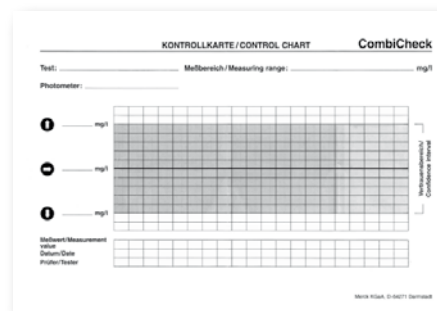 KONTROLLKARTE/CONTROL CHART CombiCheck
Test: Meßbereich/Measuring range: mg/l
Photometer:
mg/l
mg/l
mg/l
Vertrauensbereich/
Confidence Interval
Meßwert/Measurement
value
Datum/Date
Prüfer/Tester
Merck KGaA, D-64271 Darmstadt